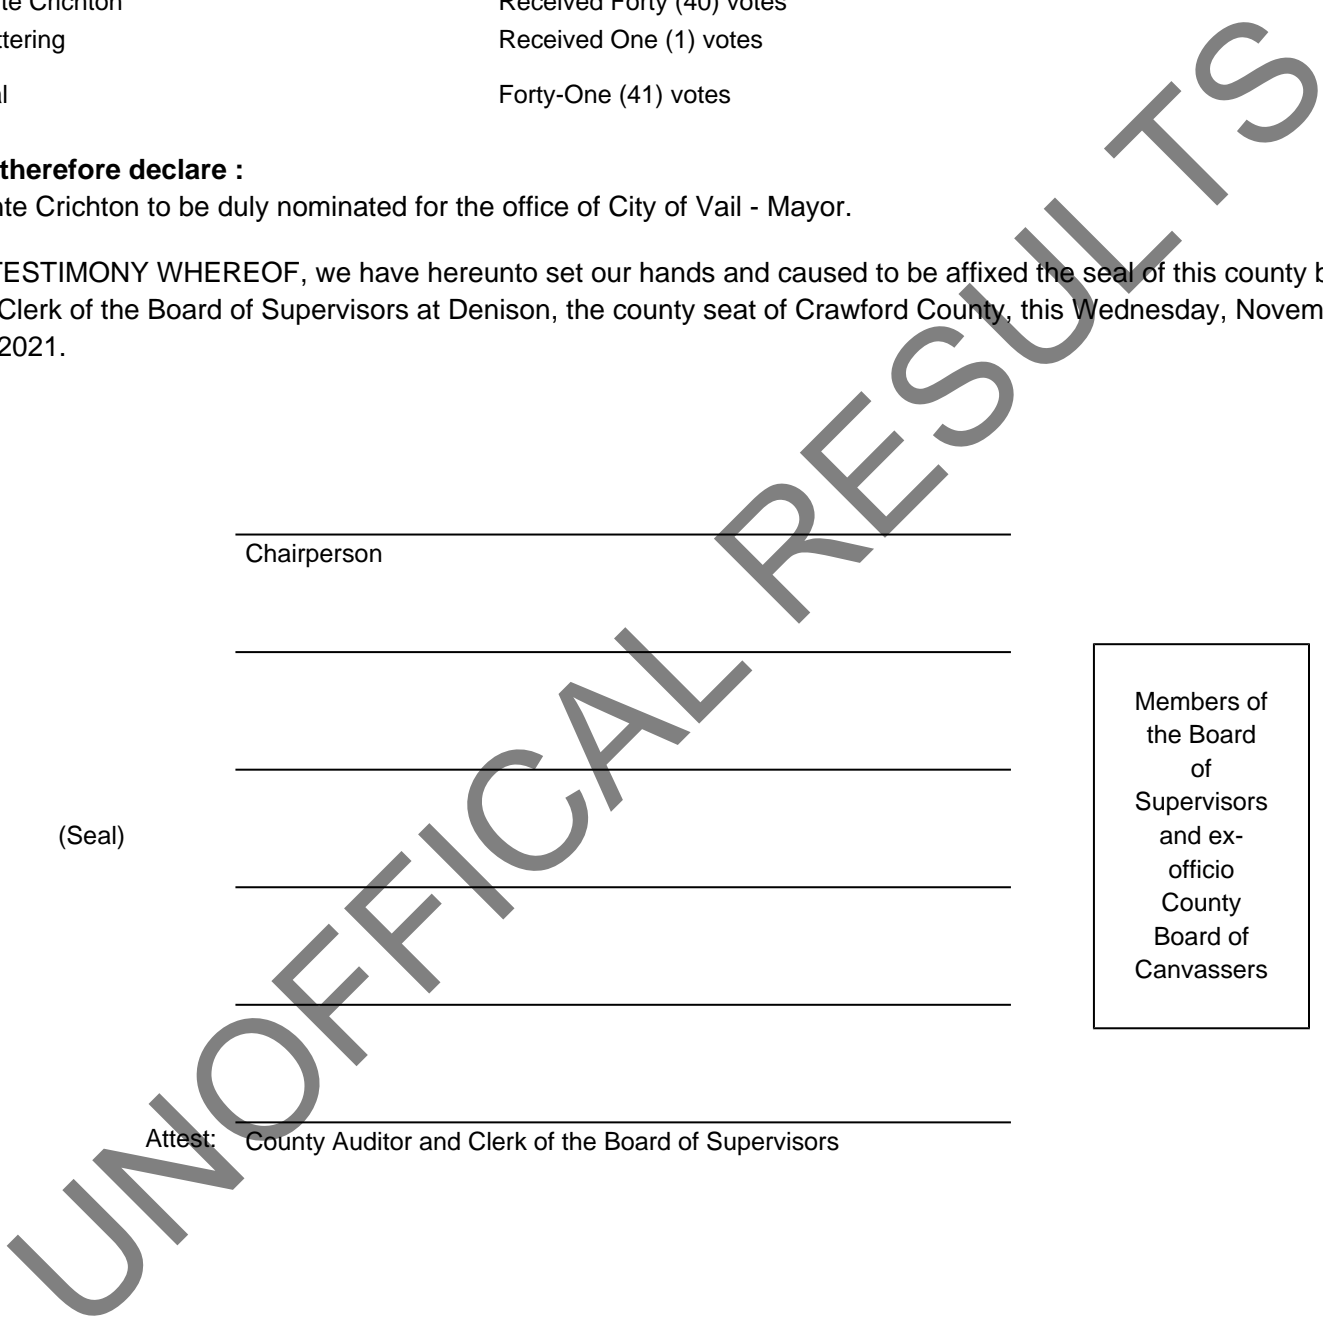 te Crichton Received Forty (40) votes
ttering Received One (1) votes
al Forty-One (41) votes
therefore declare :
nte Crichton to be duly nominated for the office of City of Vail - Mayor.
TESTIMONY WHEREOF, we have hereunto set our hands and caused to be affixed the seal of this county b
Clerk of the Board of Supervisors at Denison, the county seat of Crawford County, this Wednesday, Novem
2021.
Chairperson
Members of
the Board
of
Supervisors
and ex-
officio
County
Board of
Canvassers
(Seal)
Attest: County Auditor and Clerk of the Board of Supervisors
UNOFFICAL RESULTS